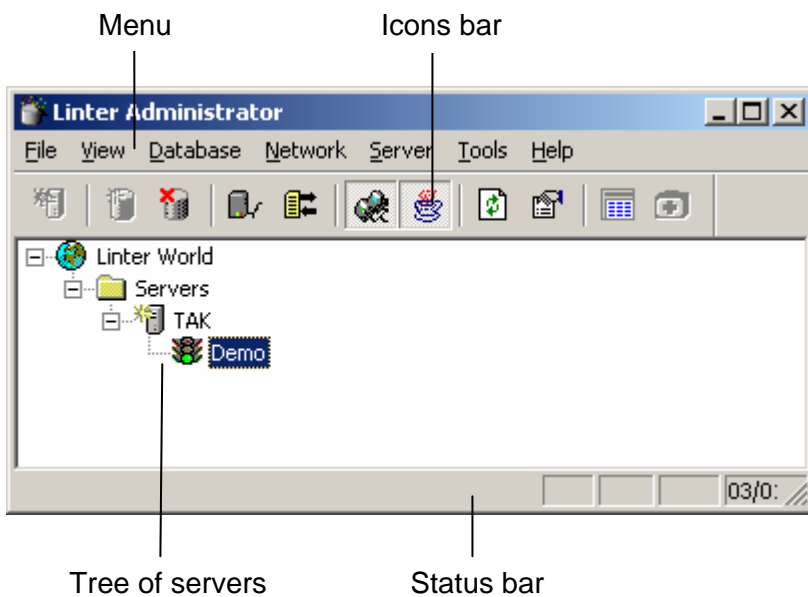 Menu Icons bar
Linter Administrator
File View Database Network Server Tools Help
Linter World
Servers
TAK
Demo
03/0:
Tree of servers Status bar